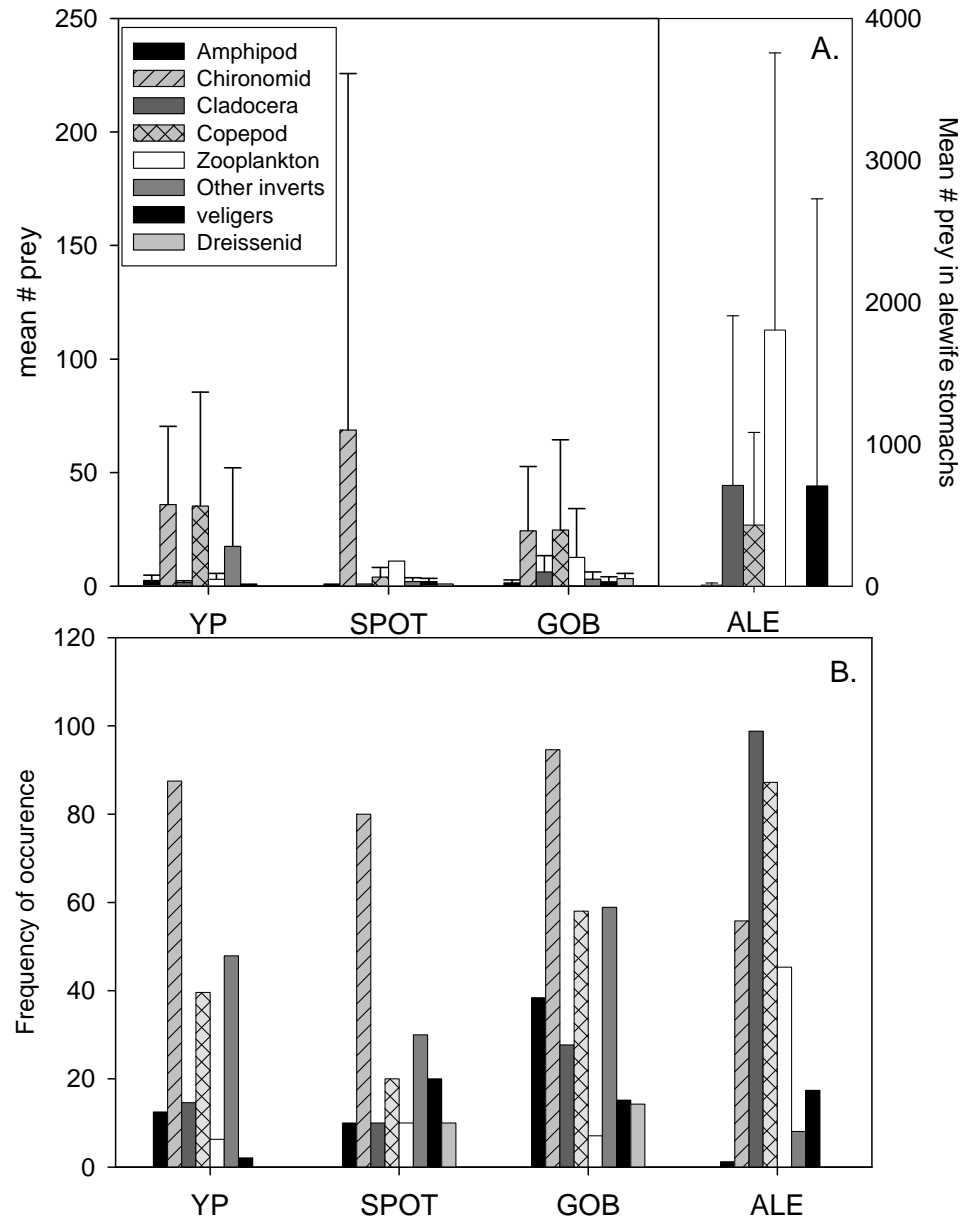 250
200
150
100
50
0
mean # prey
Amphipod
Chironomid
Cladocera
Copepod
Zooplankton
Other inverts
veligers
Dreissenid
A.
4000
3000
2000
1000
0
Mean # prey in alewife stomachs
YP SPOT GOB ALE
120
100
80
60
40
20
0
Frequency of occurence
B.
YP SPOT GOB ALE